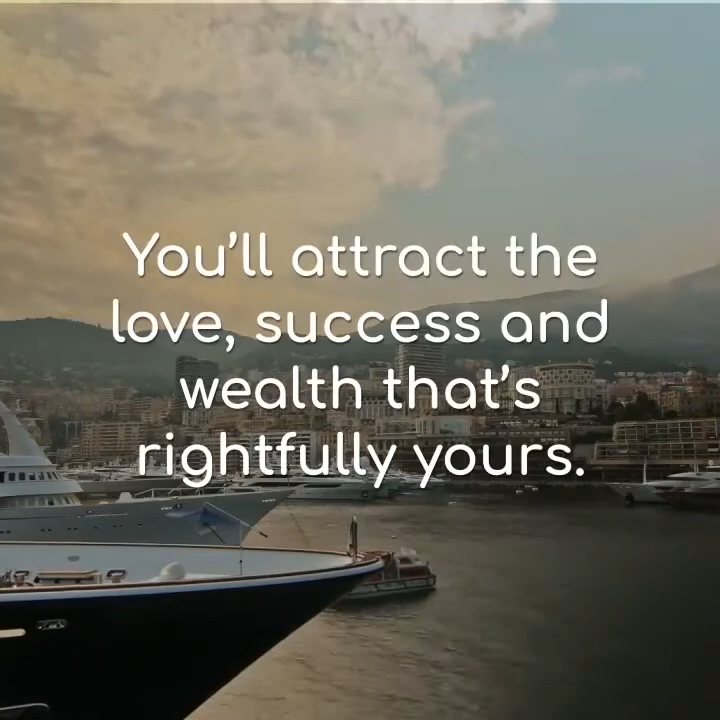 You’ll attract the
love, success and
wealth that’s
rightfully yours.